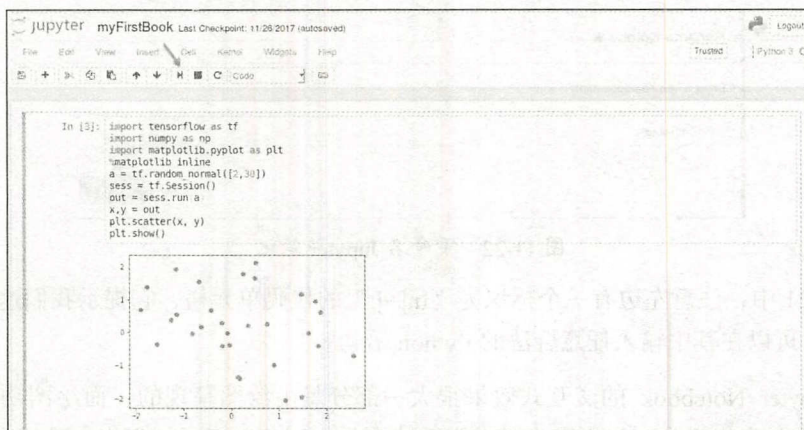 jupyter myFirstBook Last Checkpoint: 11/26/2017 (autosaved)
Logout
File Edit View Insert Cell Kernel Widgets Help
Trusted
Python 3
Code
In [3]: import tensorflow as tf
import numpy as np
import matplotlib.pyplot as plt
%matplotlib inline
a = tf.random_normal([2,30])
sess = tf.Session()
out = sess.run a
x,y = out
plt.scatter(x, y)
plt.show()
2
1
0
-1
-2
-2 -1 0 1 2